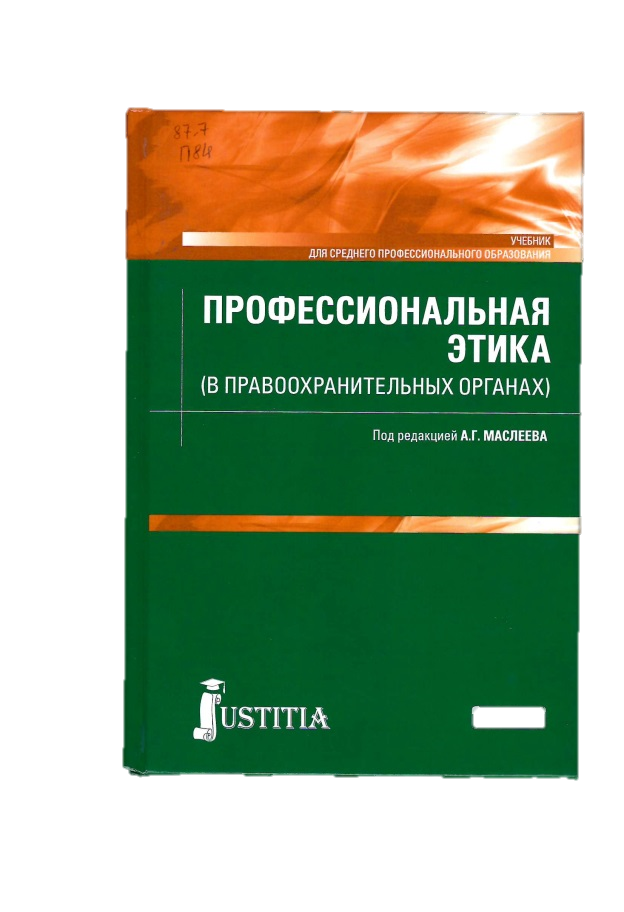 87.7
П84
УЧЕБНИК
ДЛЯ СРЕДНЕГО ПРОФЕССИОНАЛЬНОГО ОБРАЗОВАНИЯ
ПРОФЕССИОНАЛЬНАЯ
ЭТИКА
(В ПРАВООХРАНИТЕЛЬНЫХ ОРГАНАХ)
Под редакцией А.Г. МАСЛЕЕВА
JUSTITIA